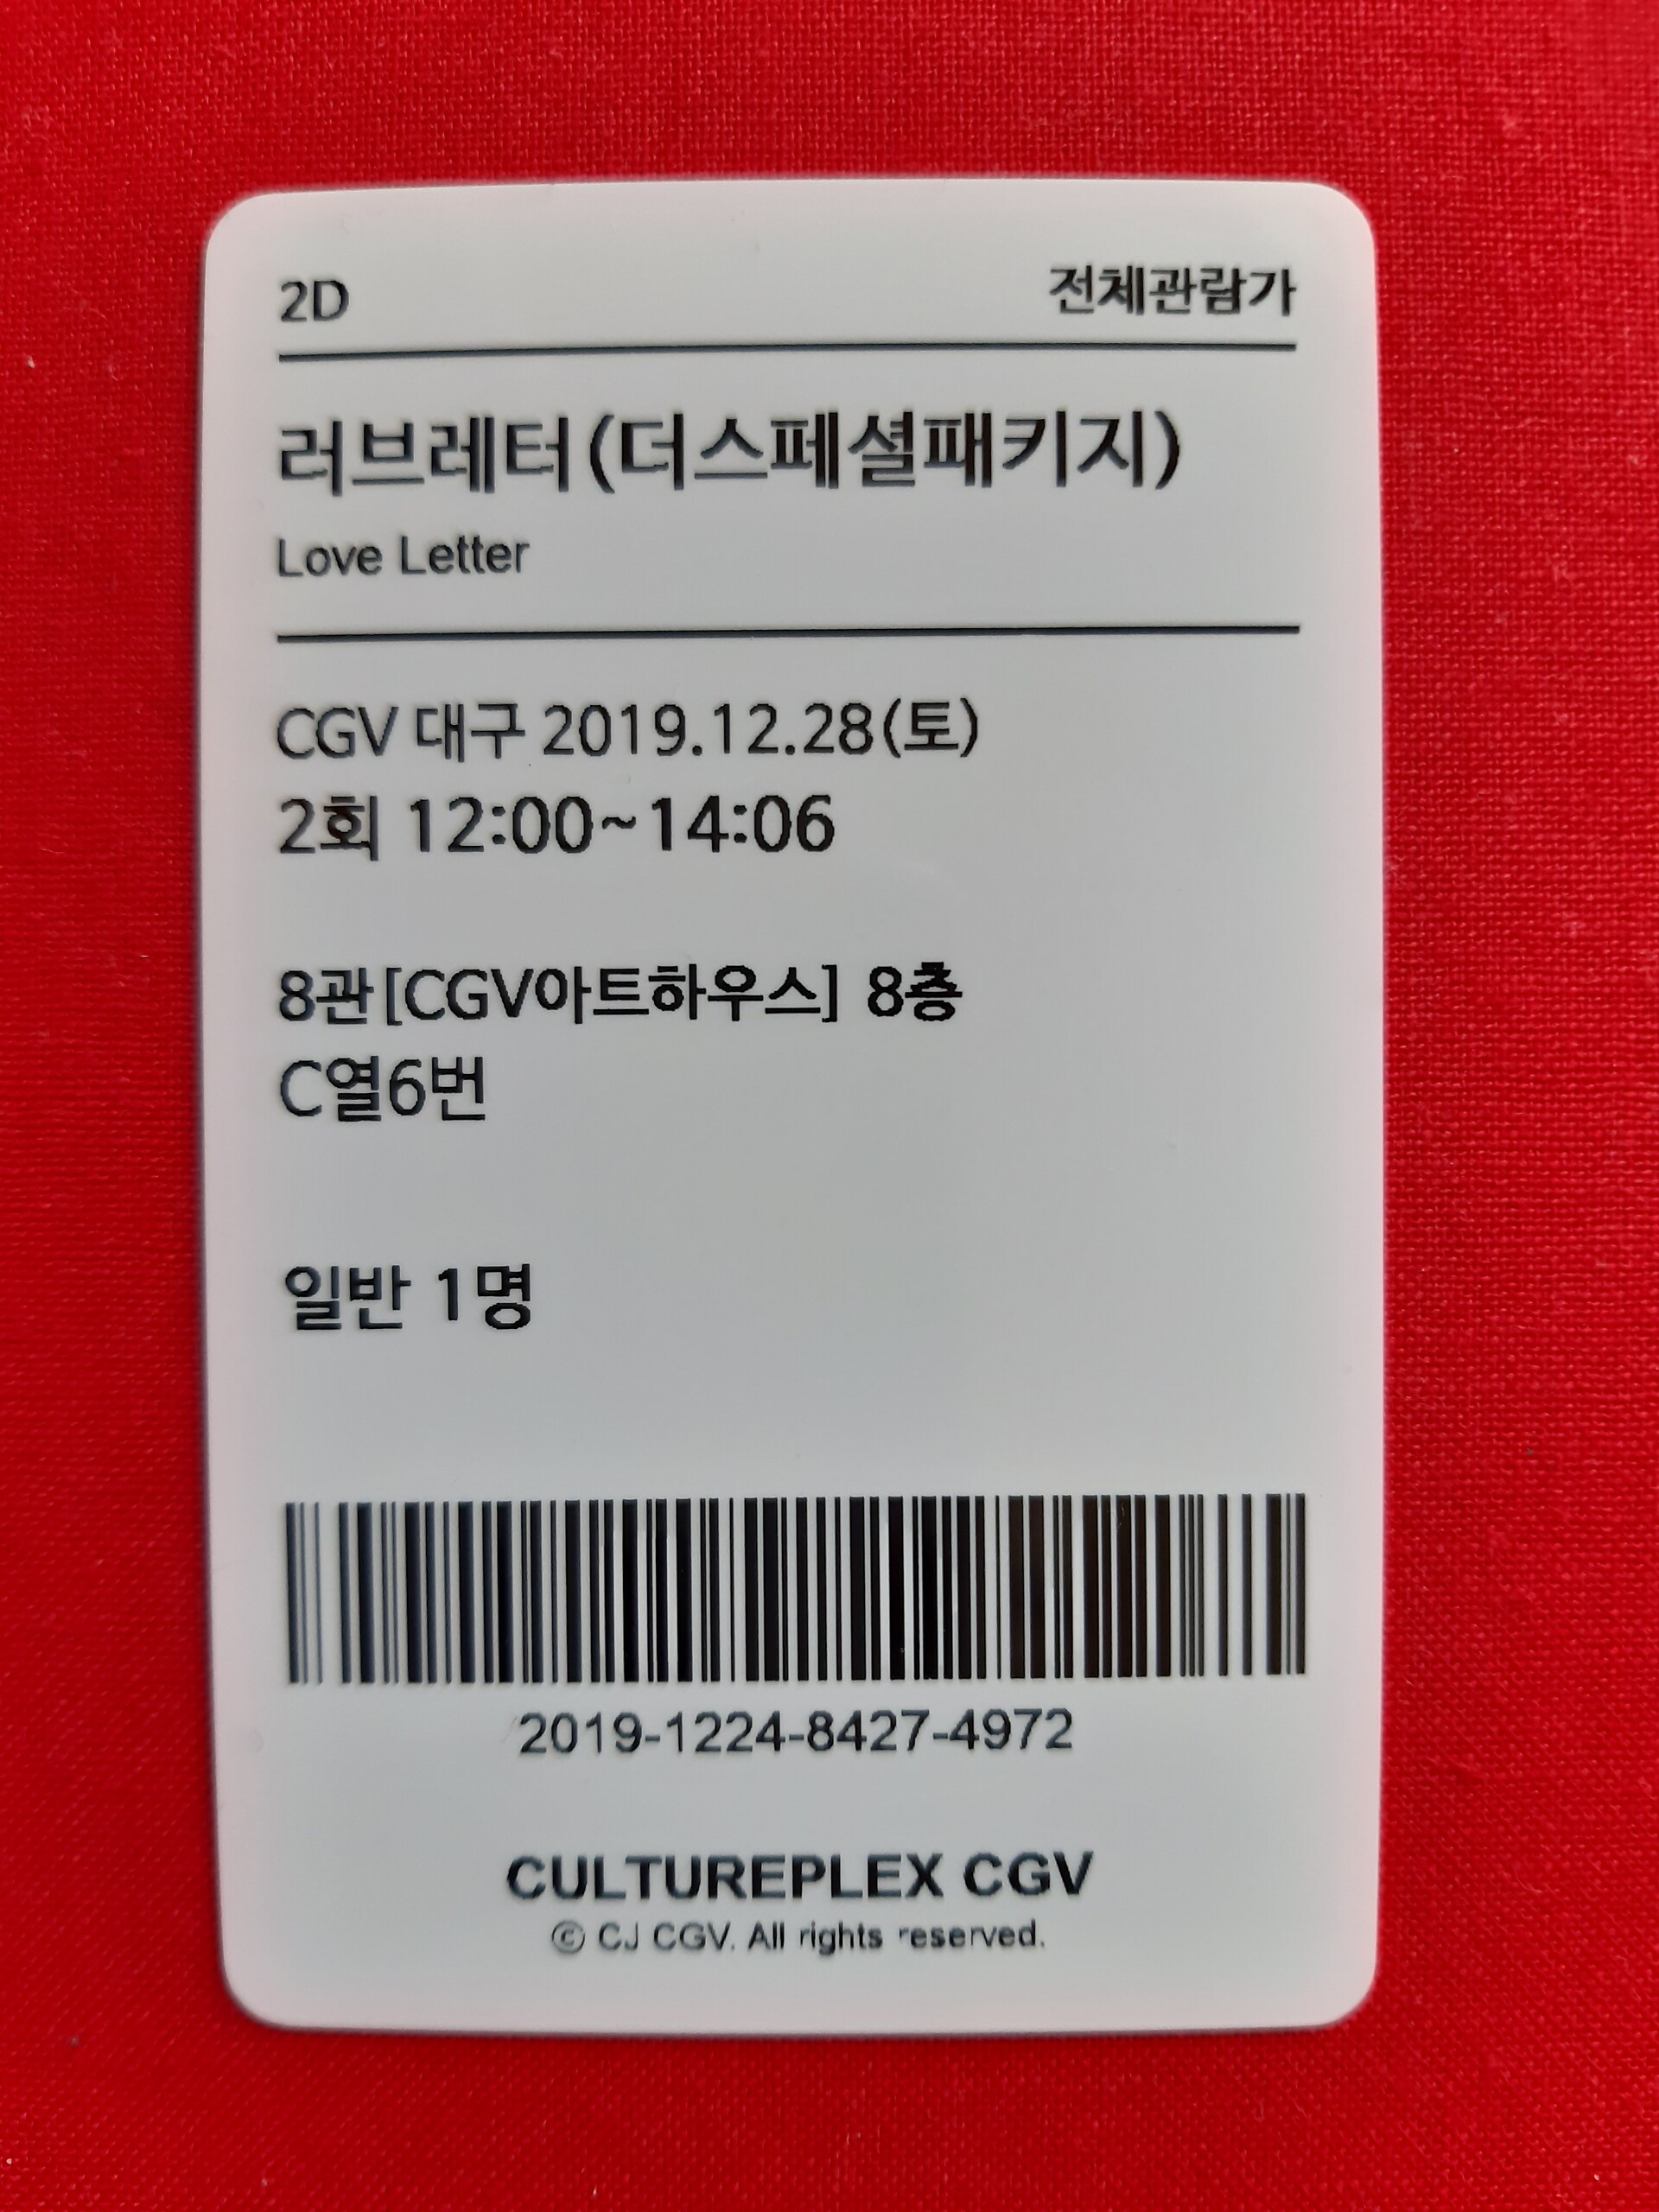 2D 전체관람가
러브레터(더스페셜패키지)
Love Letter
CGV 대구 2019.12.28(토)
2회 12:00~14:06
8관[CGV아트하우스] 8층
C열6번
일반 1명
2019-1224-8427-4972
CULTUREPLEX CGV
ⓒ CJ CGV. All rights reserved.